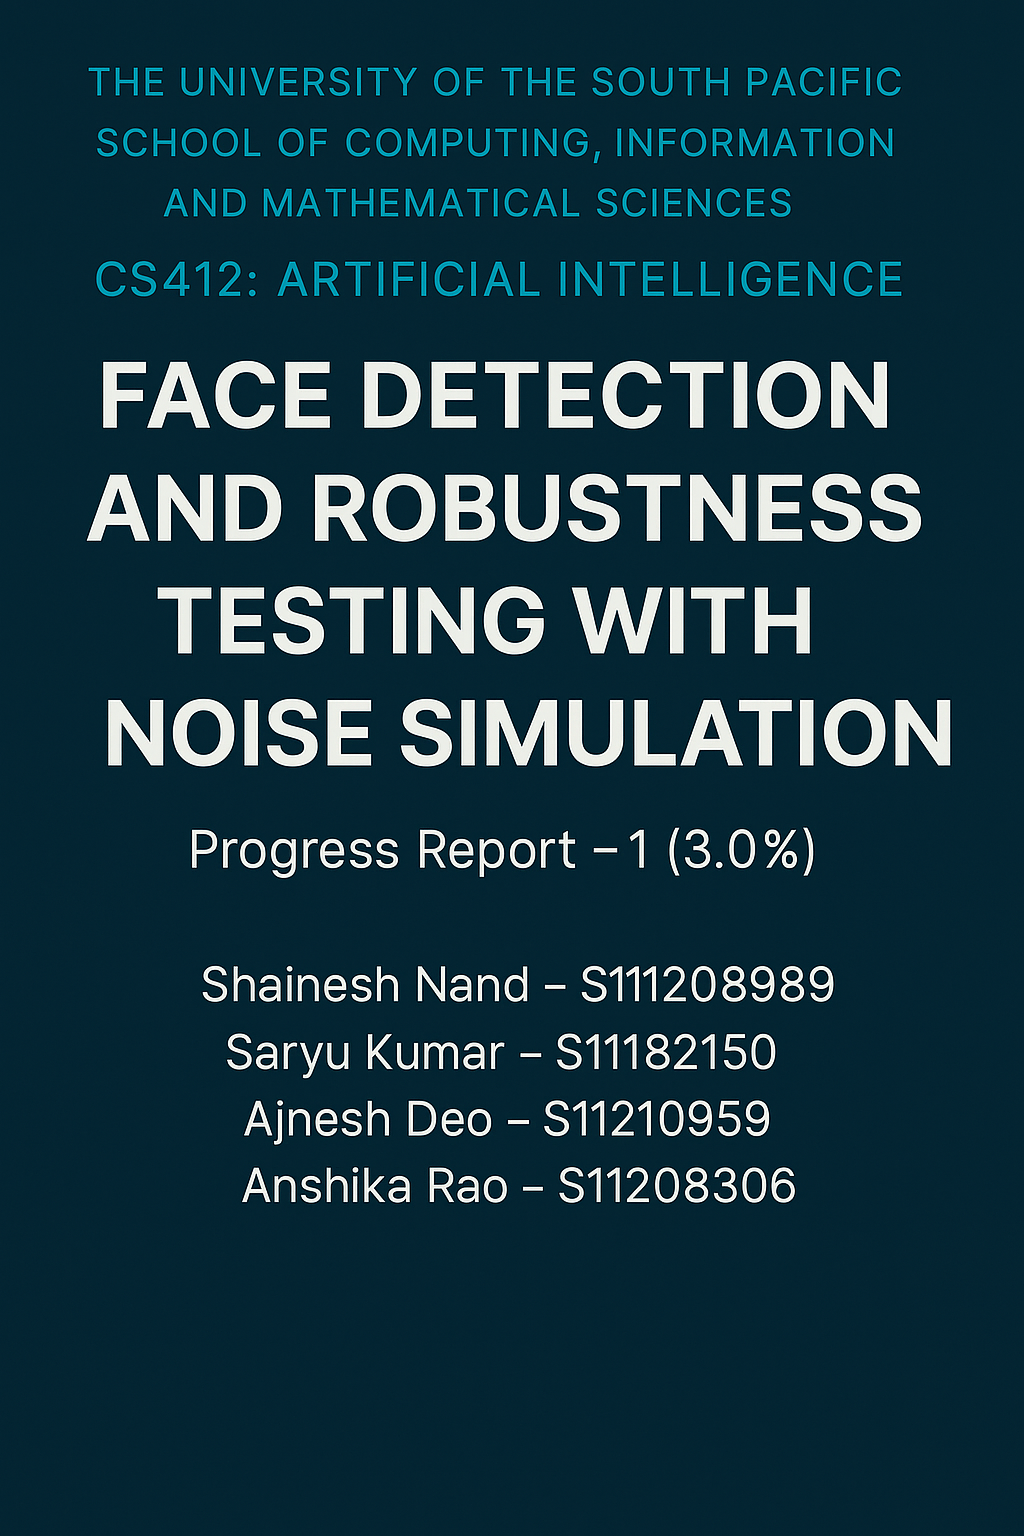 THE UNIVERSITY OF THE SOUTH PACIFIC
SCHOOL OF COMPUTING, INFORMATION
AND MATHEMATICAL SCIENCES
CS412: ARTIFICIAL INTELLIGENCE
FACE DETECTION
AND ROBUSTNESS
TESTING WITH
NOISE SIMULATION
Progress Report – 1 (3.0%)
Shainesh Nand – S111208989
Saryu Kumar – S11182150
Ajnesh Deo – S11210959
Anshika Rao – S11208306